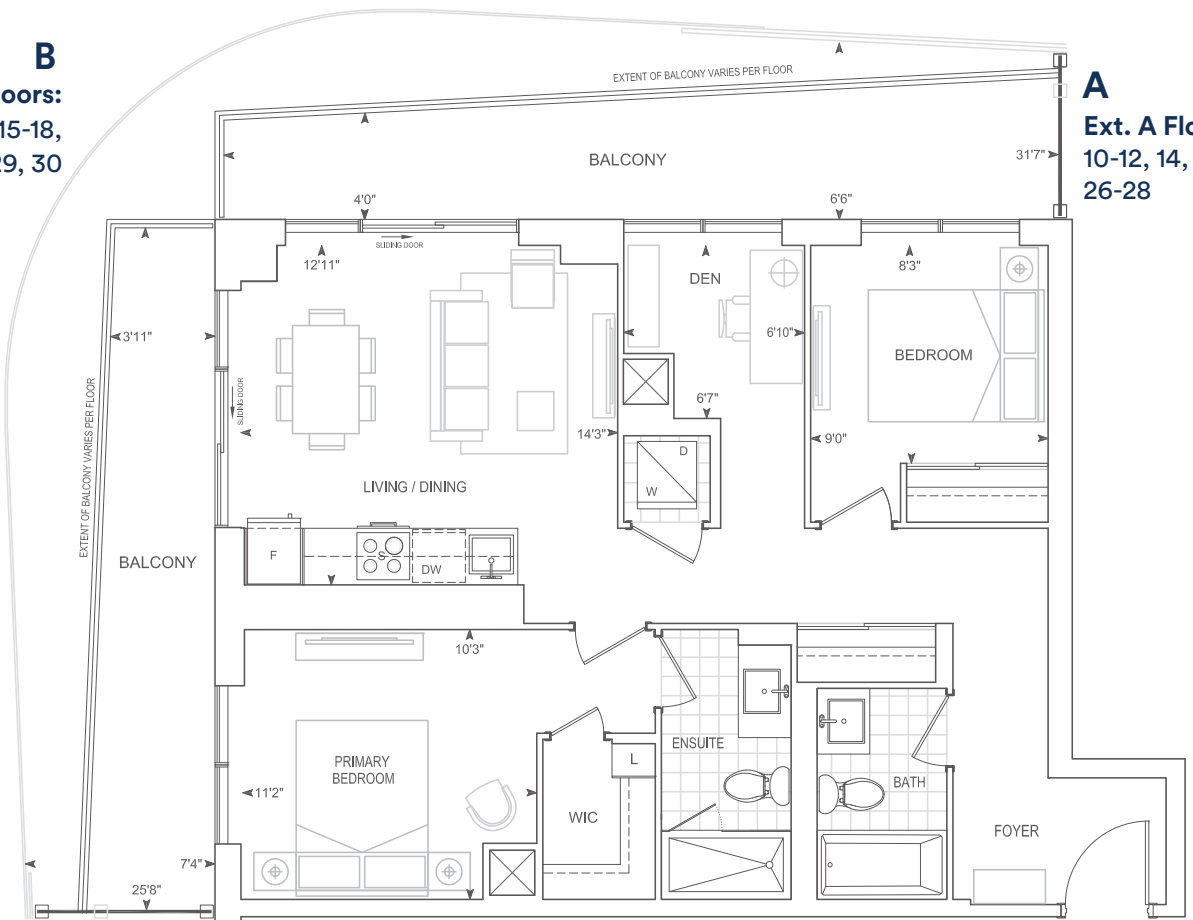 B
oors:
15-18,
29, 30
A
Ext. A Flo
10-12, 14,
26-28
EXTENT OF BALCONY VARIES PER FLOOR
BALCONY
31'7"
4'0"
6'6"
SLIDING DOOR
12'11"
DEN
8'3"
3'11"
6'10"
BEDROOM
SLIDING DOOR
6'7"
14'3"
9'0"
EXTENT OF BALCONY VARIES PER FLOOR
D
W
LIVING / DINING
BALCONY
F
S
DW
10'3"
ENSUITE
L
PRIMARY
BEDROOM
11'2"
BATH
WIC
FOYER
7'4"
25'8"